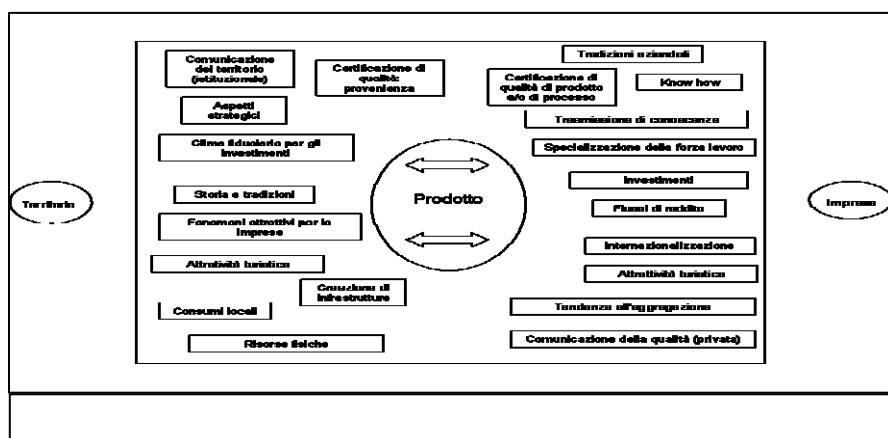 Comunicazione
del territorio
(istituzionale)
Certificazione di
qualità:
provenienza
Aspetti
strategici
Clima fiduciario per gli
investimenti
Storia e tradizioni
Fenomeni attrattivi per le
imprese
Attratività turistica
Creazione di
infrastrutture
Consumi locali
Risorse fisiche
Territorio
Prodotto
Tradizioni aziendali
Certificazione di
qualità di prodotto
e/o di processo
Know how
Trasmissione di conoscenze
Specializzazione della forza lavoro
Investimenti
Flussi di reddito
Internazionalizzazione
Attrattività turistica
Tendenza all'aggregazione
Comunicazione della qualità (privata)
Imprese